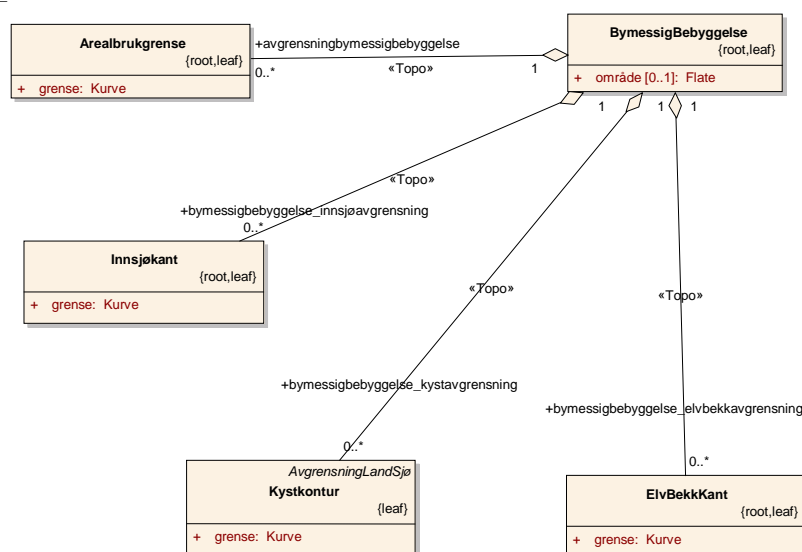 BymessigBebyggelse
{root,leaf}
+ område [0..1]: Flate
Arealbrukgrense
{root,leaf}
+ grense: Kurve
+avgrensningbymessigbebyggelse
0..*
«Topo»
1
1
1
1
«Topo»
+bymessigbebyggelse_innsjøavgrensning
0..*
Innsjøkant
{root,leaf}
+ grense: Kurve
«Topo»
«Topo»
+bymessigbebyggelse_kystavgrensning
+bymessigbebyggelse_elvbekkavgrensning
0..*
0..*
AvgrensningLandSjø
Kystkontur
{leaf}
+ grense: Kurve
ElvBekkKant
{root,leaf}
+ grense: Kurve